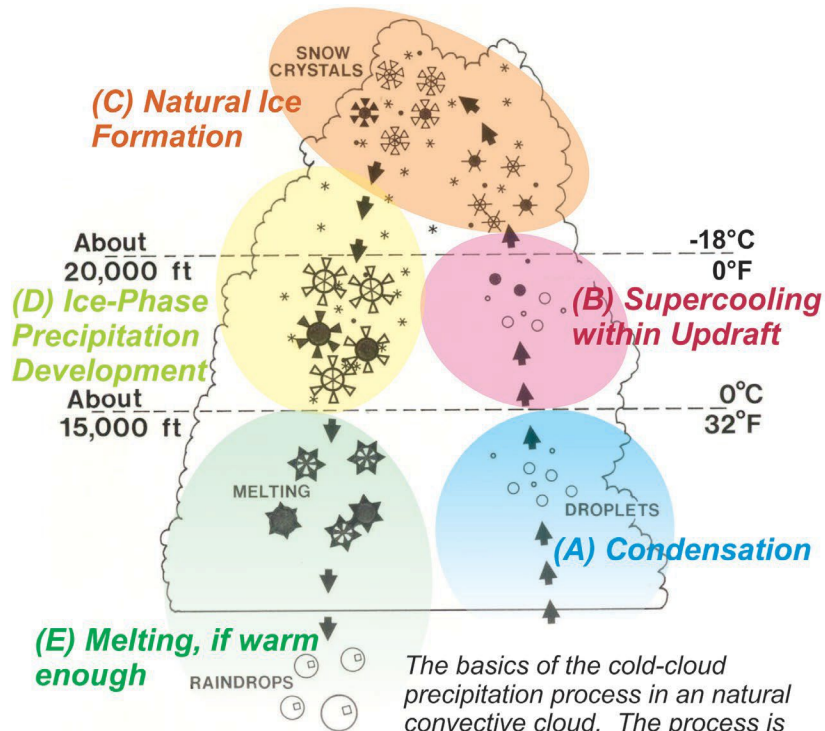 SNOW
CRYSTALS
(C) Natural Ice
Formation
About
20,000 ft
-18°C
0°F
(D) Ice-Phase
Precipitation
Development
(B) Supercooling
within Updraft
About
15,000 ft
0°C
32°F
MELTING
DROPLETS
(A) Condensation
(E) Melting, if warm
enough
RAINDROPS
The basics of the cold-cloud
precipitation process in an natural
convective cloud. The process is